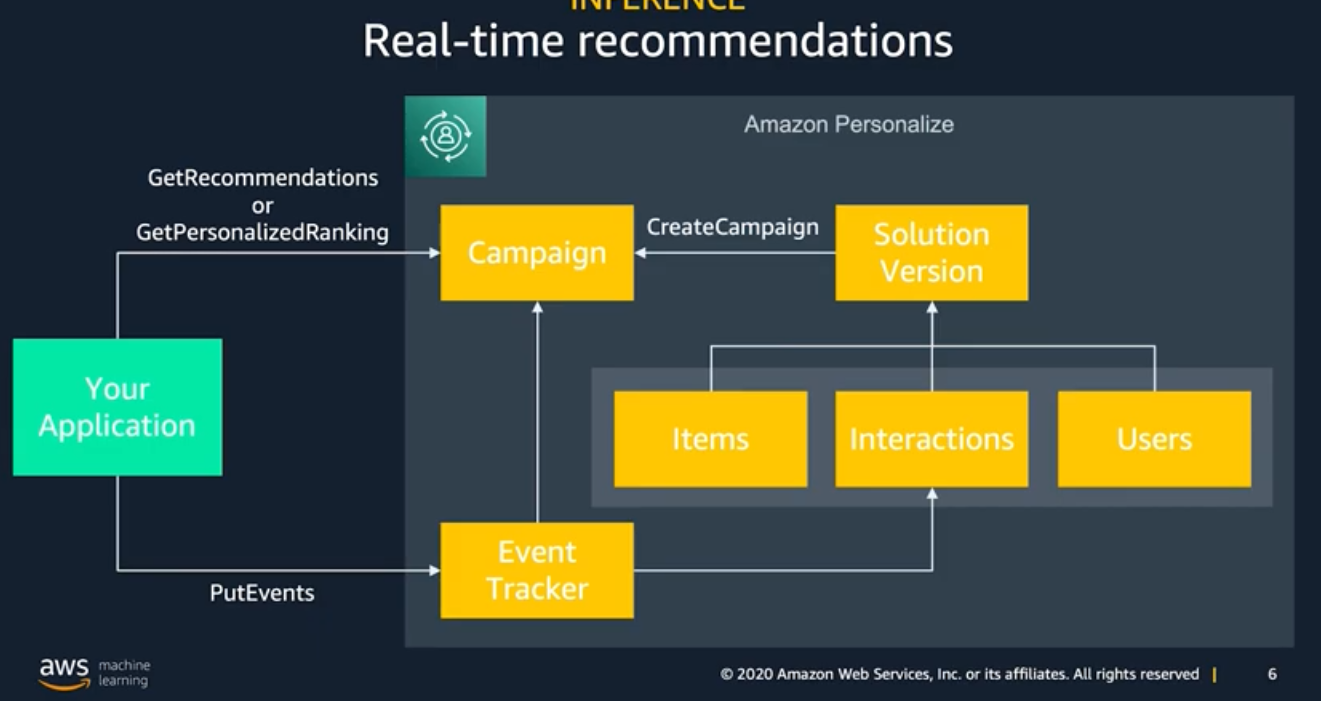 INFERENCE
Real-time recommendations
Amazon Personalize
GetRecommendations
or
GetPersonalizedRanking
Campaign
CreateCampaign
Solution
Version
Your
Application
Items
Interactions
Users
Event
Tracker
PutEvents
aws machine
learning
© 2020 Amazon Web Services, Inc. or its affiliates. All rights reserved |
6